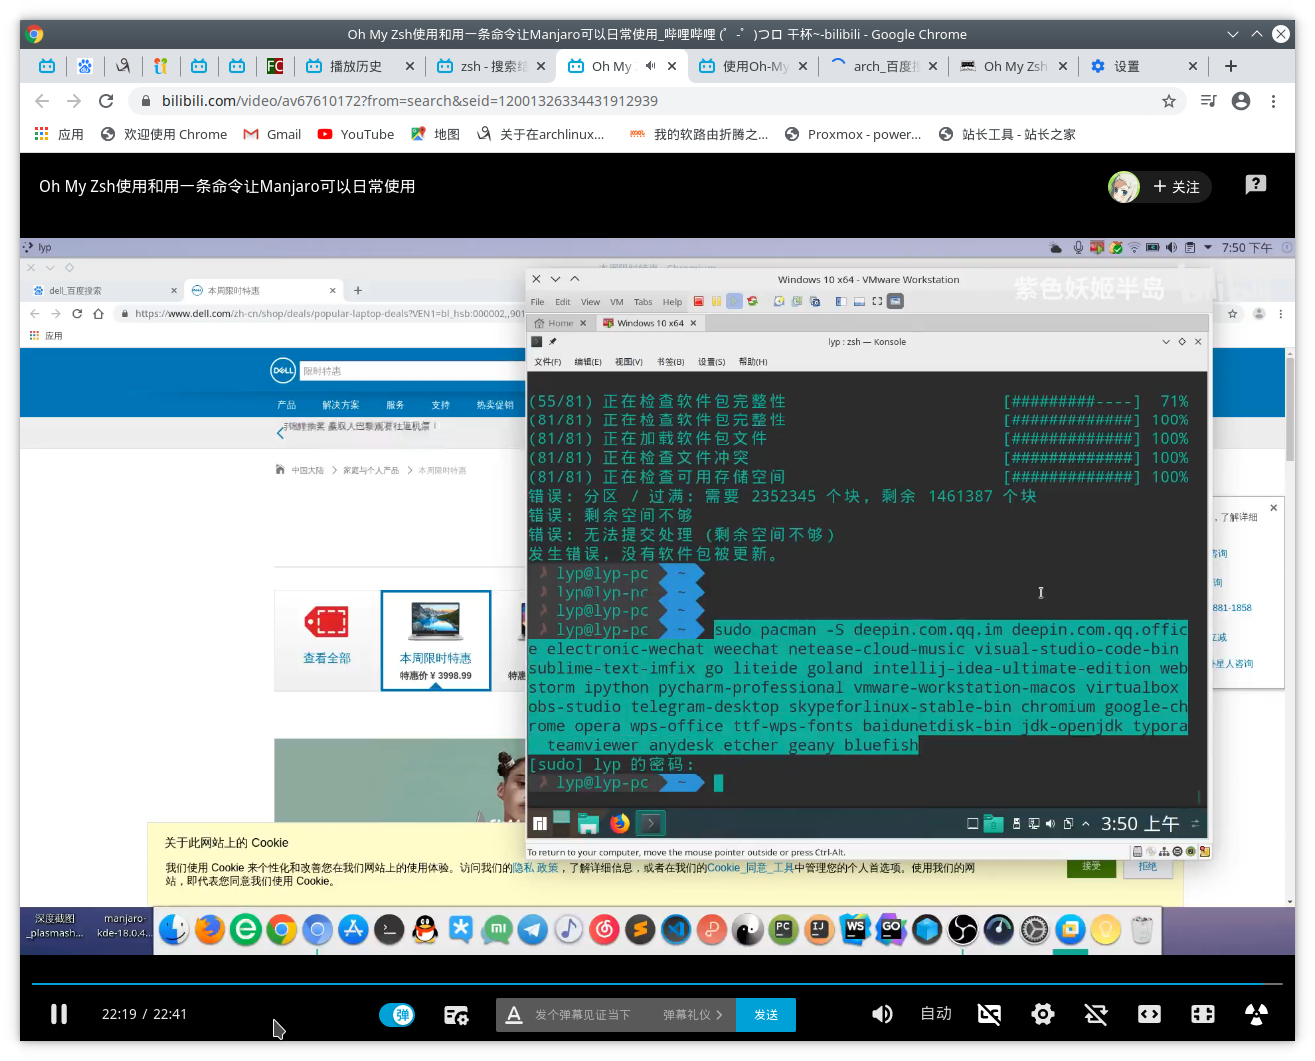 Oh My Zsh使用和用一条命令让Manjaro可以日常使用_哔哩哔哩 (゜-゜)つロ 干杯~-bilibili - Google Chrome
播放历史
zsh - 搜索结
Oh My
使用Oh-My
arch_百度搜
Oh My Zsh
设置
bilibili.com/video/av67610172?from=search&seid=12001326334431912939
应用
欢迎使用 Chrome
Gmail
YouTube
地图
关于在archlinux...
我的软路由折腾之...
Proxmox - power...
站长工具 - 站长之家
Oh My Zsh使用和用一条命令让Manjaro可以日常使用
+ 关注
lyp
7:50 下午
本周限时特惠 - Chromium
dell_百度搜索
本周限时特惠
https://www.dell.com/zh-cn/shop/deals/popular-laptop-deals?VEN1=bl_hsb:000002,,901
应用
Windows 10 x64 - VMware Workstation
紫色妖姬半岛
File Edit View VM Tabs Help
Home
Windows 10 x64
lyp : zsh — Konsole
文件(F) 编辑(E) 视图(V) 书签(B) 设置(S) 帮助(H)
DELL
限时特惠
产品 解决方案 服务 支持 热卖促销
中国大陆 > 家庭与个人产品 > 本周限时特惠
查看全部
本周限时特惠
特惠价 ¥ 3998.99
特惠
，了解详细
咨询
询
881-1858
立减
外星人咨询
(55/81) 正在检查软件包完整性 [#########----] 71%
(81/81) 正在检查软件包完整性 [#############] 100%
(81/81) 正在加载软件包文件 [#############] 100%
(81/81) 正在检查文件冲突 [#############] 100%
(81/81) 正在检查可用存储空间 [#############] 100%
错误：分区 / 过满：需要 2352345 个块，剩余 1461387 个块
错误：剩余空间不够
错误：无法提交处理 (剩余空间不够)
发生错误，没有软件包被更新。
lyp@lyp-pc ~
lyp@lyp-pc ~
lyp@lyp-pc ~
lyp@lyp-pc ~ sudo pacman -S deepin.com.qq.im deepin.com.qq.offic
e electronic-wechat weechat netease-cloud-music visual-studio-code-bin
sublime-text-imfix go liteide goland intellij-idea-ultimate-edition web
storm ipython pycharm-professional vmware-workstation-macos virtualbox
obs-studio telegram-desktop skypeforlinux-stable-bin chromium google-ch
rome opera wps-office ttf-wps-fonts baidunetdisk-bin jdk-openjdk typora
teamviewer anydesk etcher geany bluefish
[sudo] lyp 的密码：
lyp@lyp-pc ~
3:50 上午
To return to your computer, move the mouse pointer outside or press Ctrl-Alt.
关于此网站上的 Cookie
我们使用 Cookie 来个性化和改善您在我们网站上的使用体验。访问我们的隐私 政策，了解详细信息，或者在我们的Cookie_同意_工具中管理您的个人首选项。使用我们的网
站，即代表您同意我们使用 Cookie。
接受
拒绝
深度截图
_plasmash...
manjaro-
kde-18.0.4...
22:19 / 22:41
弹
发个弹幕见证当下
弹幕礼仪 >
发送
自动